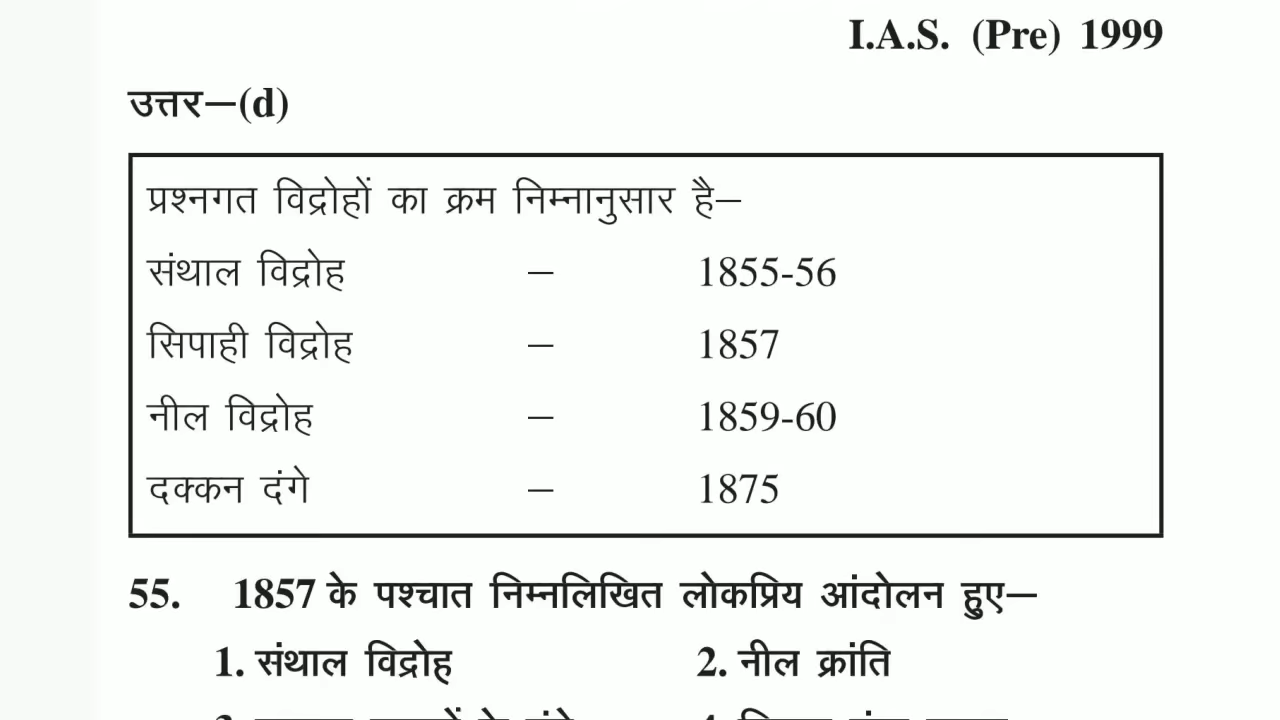 I.A.S. (Pre) 1999
उत्तर—(d)
प्रश्नगत विद्रोहों का क्रम निम्नानुसार है—
संथाल विद्रोह – 1855-56
सिपाही विद्रोह – 1857
नील विद्रोह – 1859-60
दक्कन दंगे – 1875
55. 1857 के पश्चात निम्नलिखित लोकप्रिय आंदोलन हुए—
1. संथाल विद्रोह 2. नील क्रांति